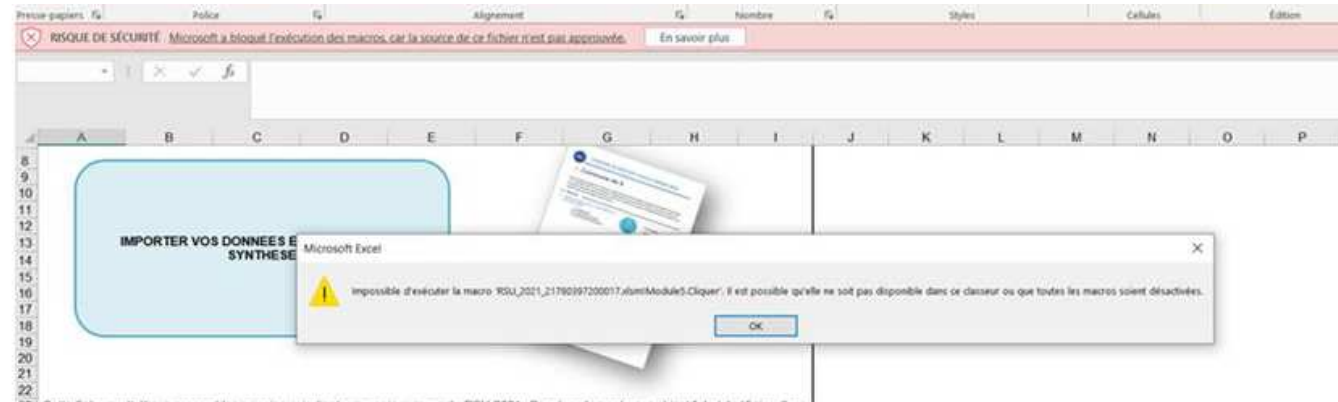 Presse-papiers Police Alignement Nombre Styles Cellules Édition
RISQUE DE SÉCURITÉ Microsoft a bloqué l'exécution des macros, car la source de ce fichier n'est pas approuvée. En savoir plus
fx
A B C D E F G H I J K L M N O P
8
9
10
11
12
13
14
15
16
17
18
19
20
21
22
IMPORTER VOS DONNEES E
SYNTHESE
Microsoft Excel
Impossible d'exécuter la macro 'RSU_2021_21780397200017.xlsm!Module5.Cliquer'. Il est possible qu'elle ne soit pas disponible dans ce classeur ou que toutes les macros soient désactivées.
OK